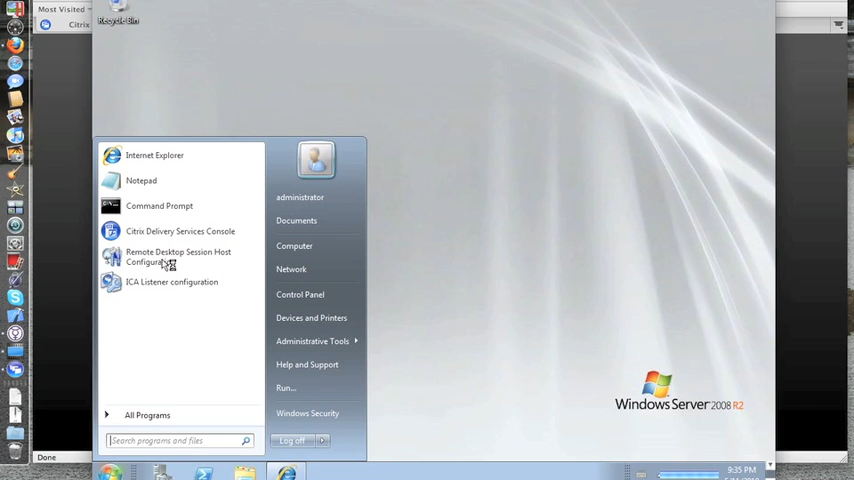 Most Visited
Citrix
Recycle Bin
Internet Explorer
Notepad
Command Prompt
Citrix Delivery Services Console
Remote Desktop Session Host
ICA Listener configuration
All Programs
Search programs and files
administrator
Documents
Computer
Network
Control Panel
Devices and Printers
Administrative Tools
Help and Support
Run...
Windows Security
Log off
Windows Server 2008 R2
Done
9:35 PM